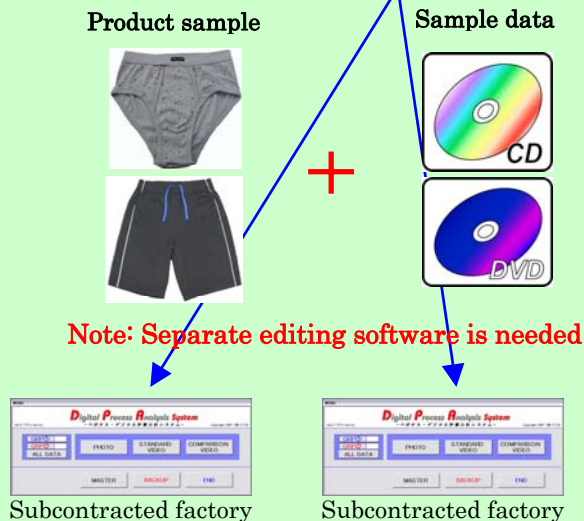 Product sample
Sample data
CD
DVD
Note: Separate editing software is needed
Digital Process Analysis System
ALL DATA
PHOTO
STANDARD VIDEO
COMPARISON VIDEO
BACKUP
END
Subcontracted factory
Digital Process Analysis System
ALL DATA
PHOTO
STANDARD VIDEO
COMPARISON VIDEO
BACKUP
END
Subcontracted factory